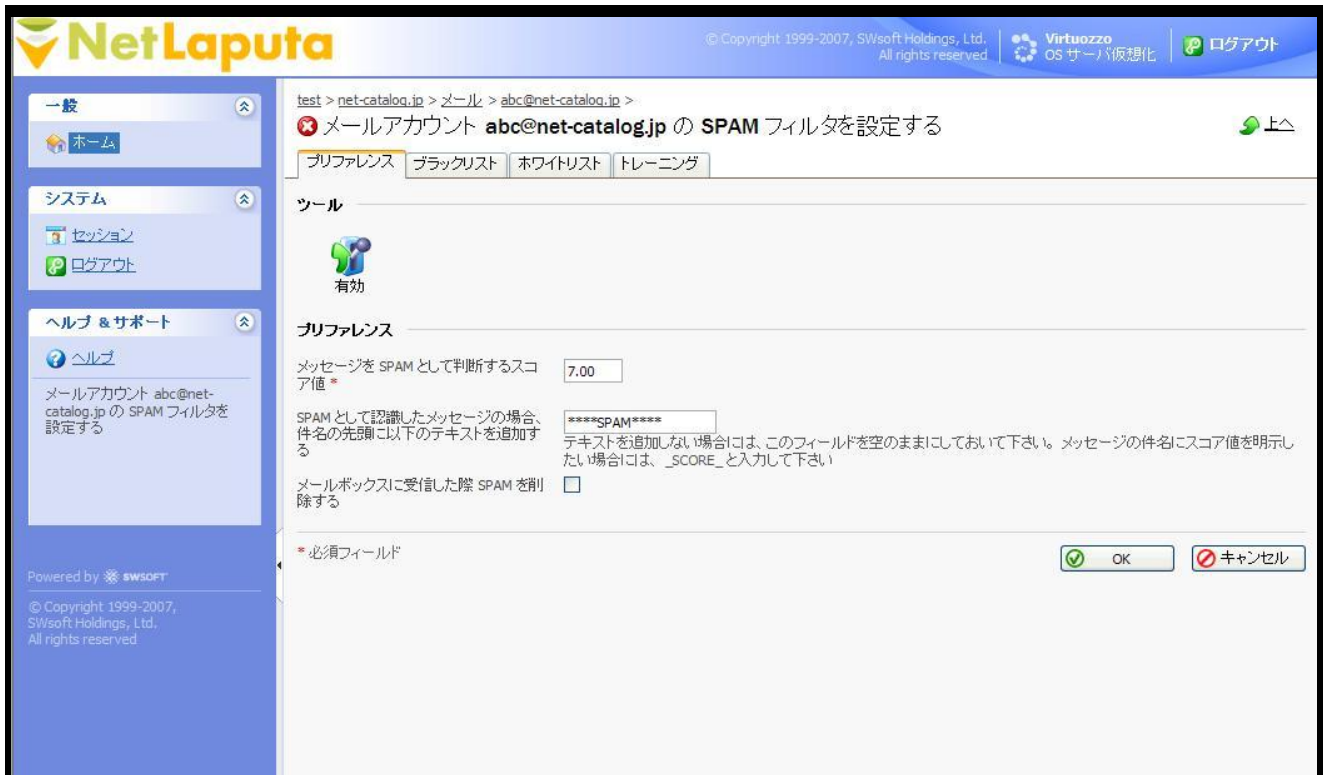 NetLaputa
© Copyright 1999-2007, SWsoft Holdings, Ltd.
All rights reserved
Virtuozzo
OS サーバ仮想化
ログアウト
一般
ホーム
システム
セッション
ログアウト
ヘルプ & サポート
ヘルプ
メールアカウント abc@net-
catalog.jp の SPAM フィルタを
設定する
Powered by SWSOFT
© Copyright 1999-2007,
SWsoft Holdings, Ltd.
All rights reserved
test > net-catalog.jp > メール > abc@net-catalog.jp >
メールアカウント abc@net-catalog.jp の SPAM フィルタを設定する
上へ
プリファレンス ブラックリスト ホワイトリスト トレーニング
ツール
有効
プリファレンス
メッセージを SPAM として判断するスコ
ア値 *
7.00
SPAM として認識したメッセージの場合、
件名の先頭に以下のテキストを追加す
る
****SPAM****
テキストを追加しない場合には、このフィールドを空のままにしておいて下さい。メッセージの件名にスコア値を明示し
たい場合には、 _SCORE_ と入力して下さい
メールボックスに受信した際 SPAM を削
除する
* 必須フィールド
OK
キャンセル